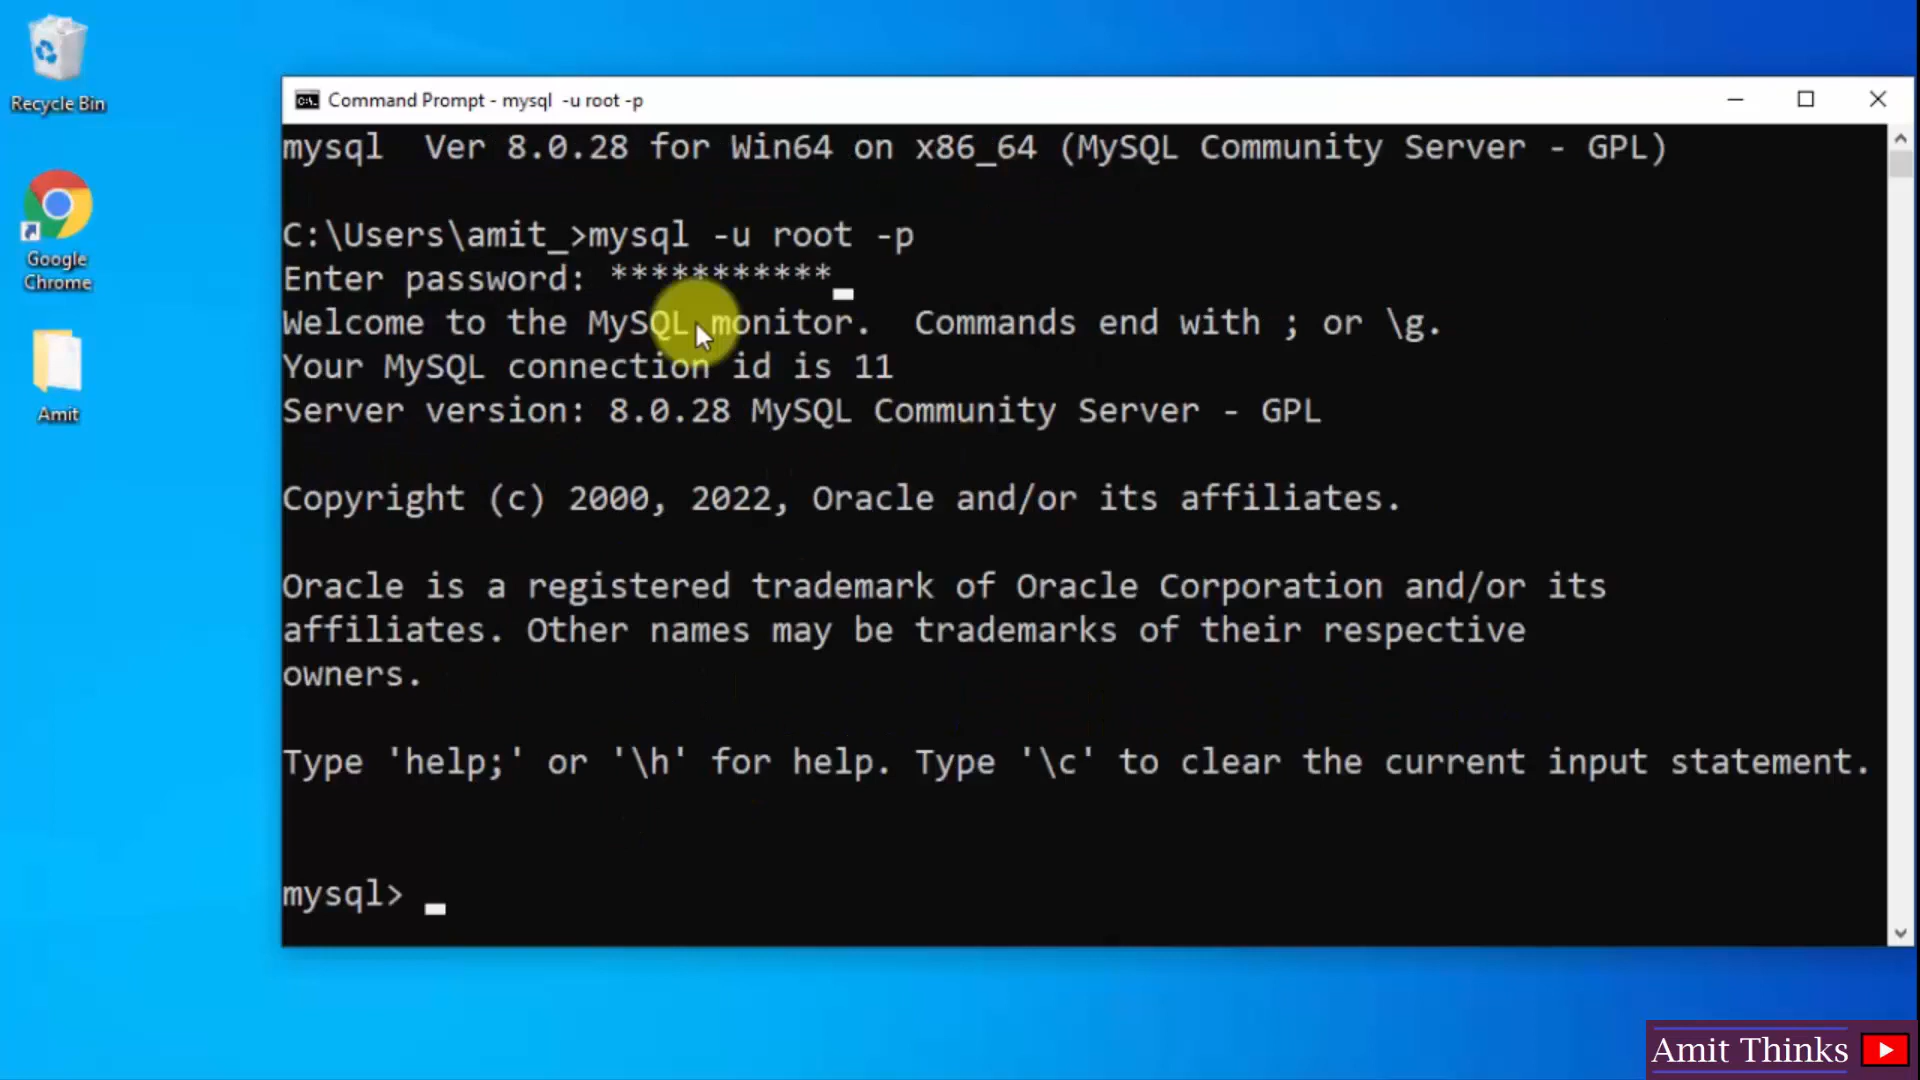 Recycle Bin
Google
Chrome
Amit
Command Prompt - mysql -u root -p
mysql  Ver 8.0.28 for Win64 on x86_64 (MySQL Community Server - GPL)
C:\Users\amit_>mysql -u root -p
Enter password: ***********
Welcome to the MySQL monitor.  Commands end with ; or \g.
Your MySQL connection id is 11
Server version: 8.0.28 MySQL Community Server - GPL
Copyright (c) 2000, 2022, Oracle and/or its affiliates.
Oracle is a registered trademark of Oracle Corporation and/or its
affiliates. Other names may be trademarks of their respective
owners.
Type 'help;' or '\h' for help. Type '\c' to clear the current input statement.
mysql>
Amit Thinks